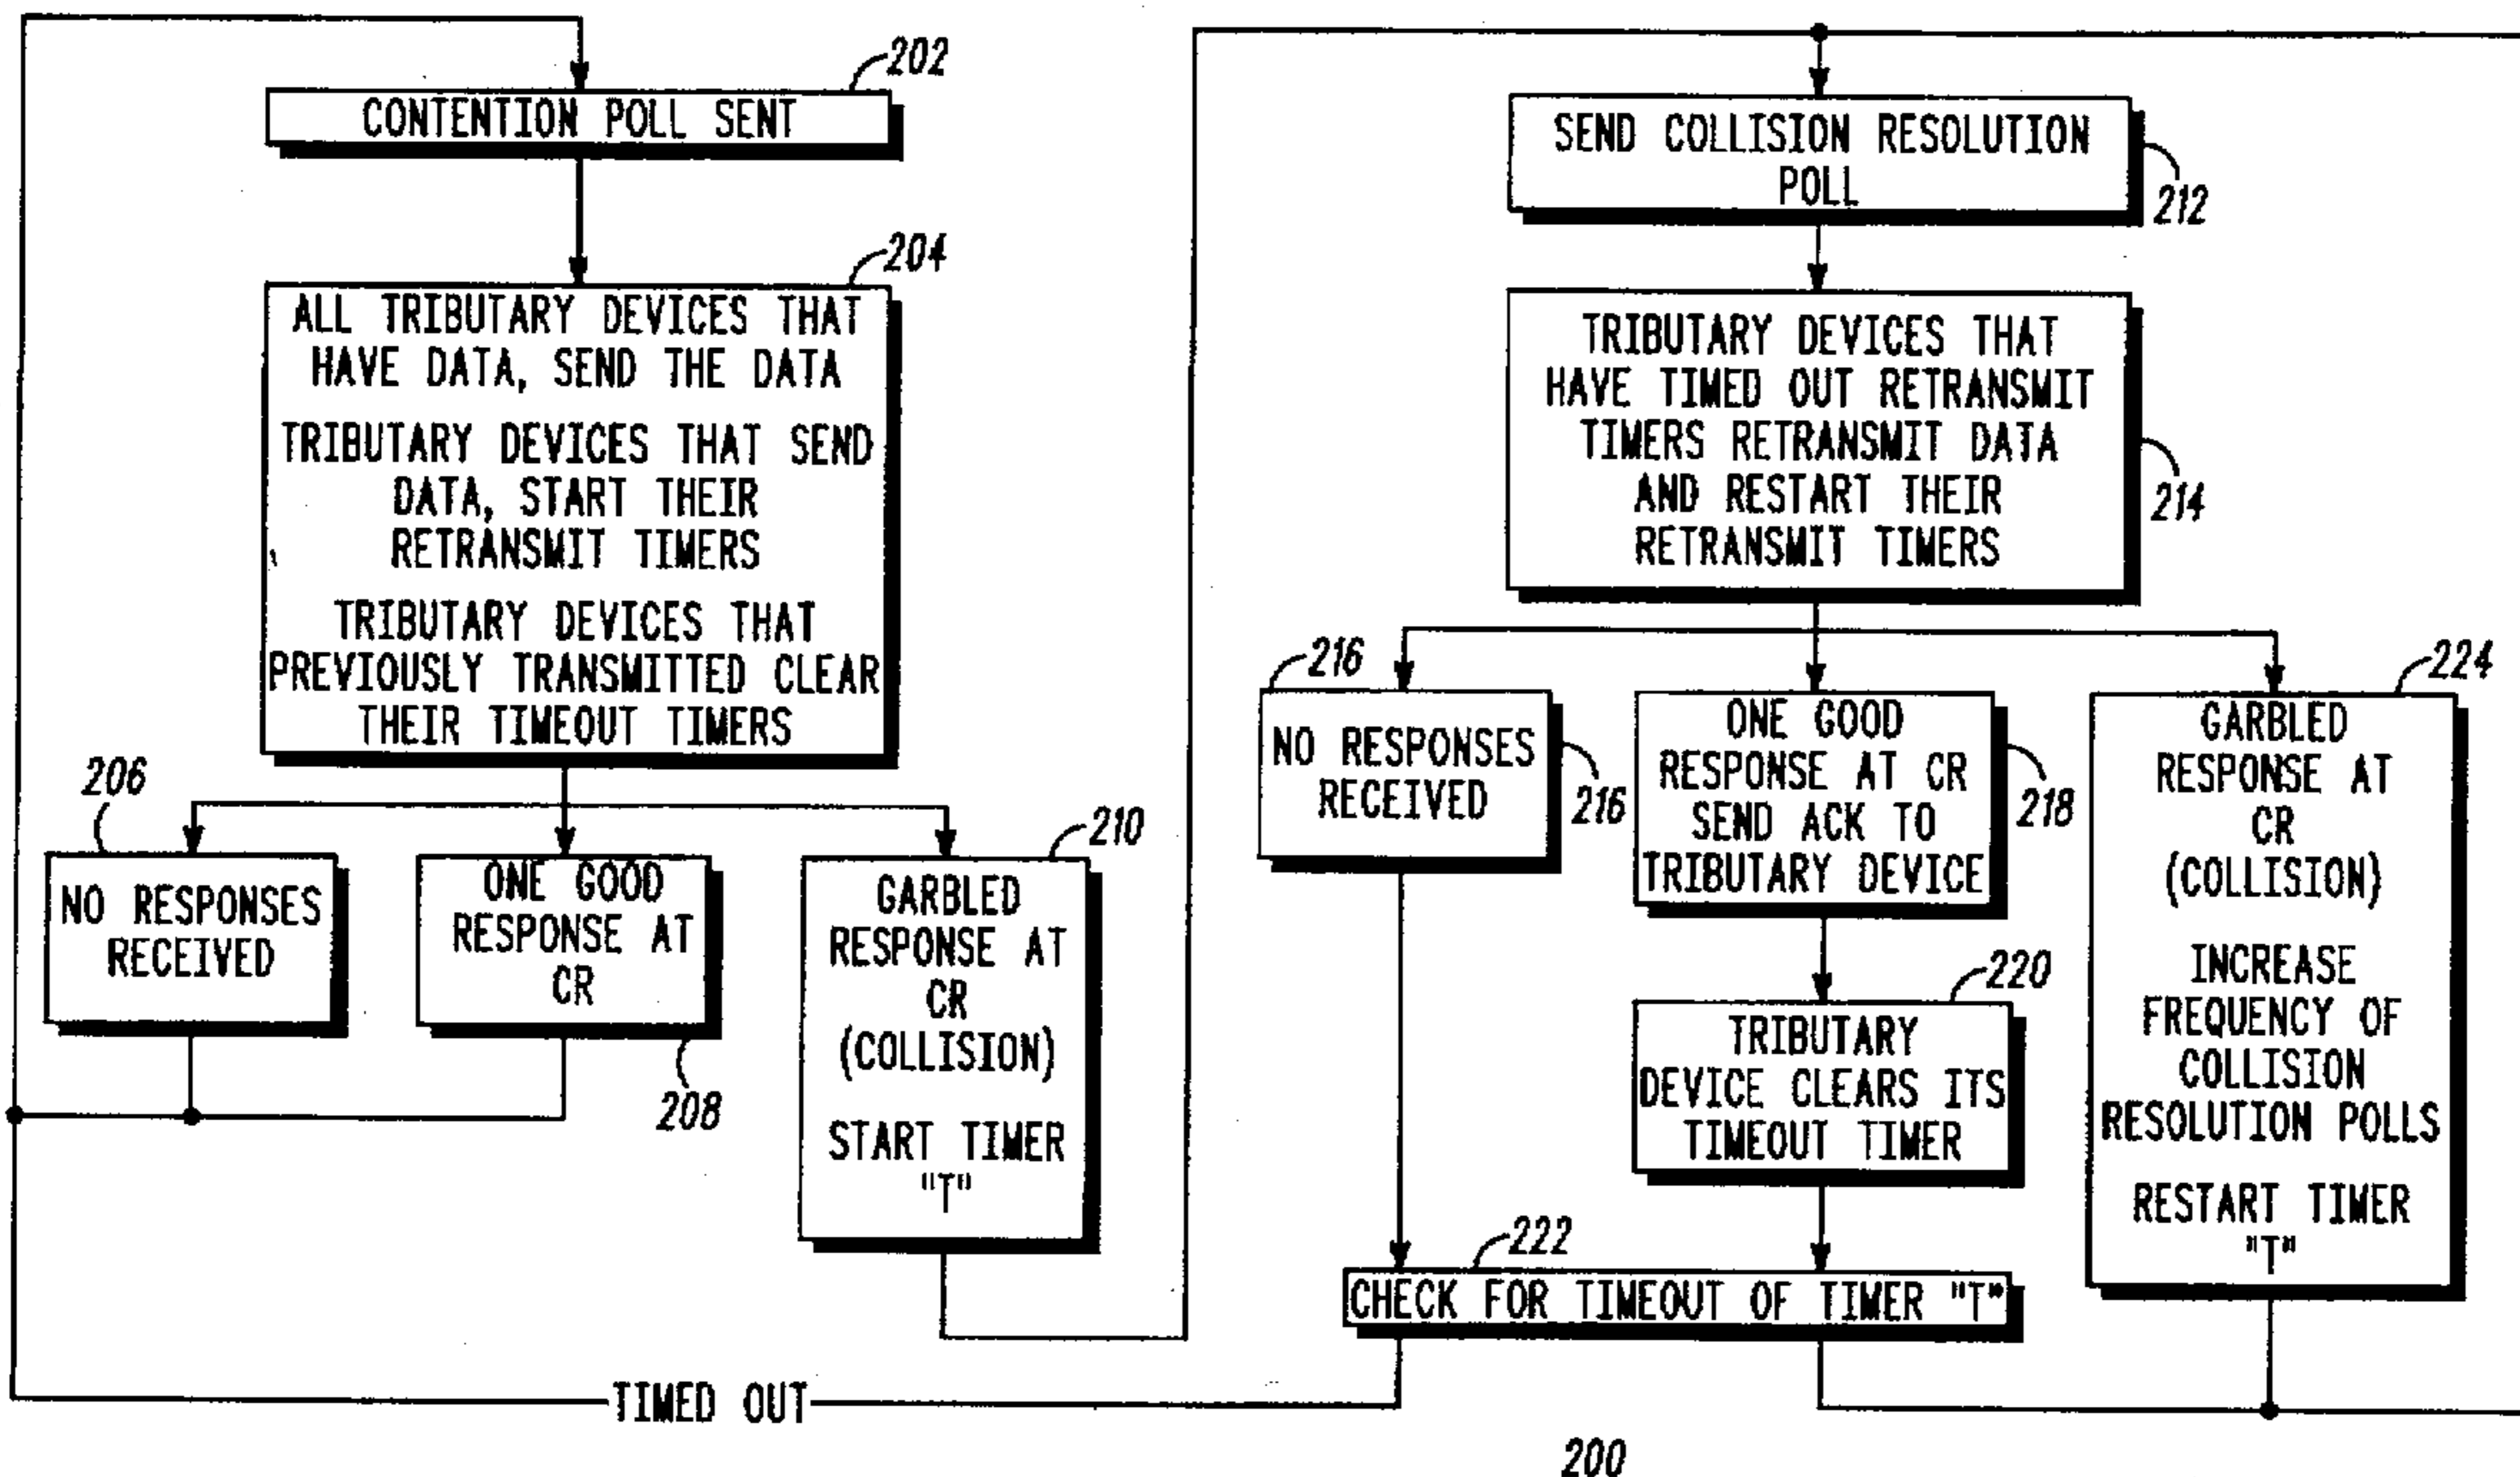 202
CONTENTION POLL SENT
204
ALL TRIBUTARY DEVICES THAT
HAVE DATA, SEND THE DATA
TRIBUTARY DEVICES THAT SEND
DATA, START THEIR
RETRANSMIT TIMERS
TRIBUTARY DEVICES THAT
PREVIOUSLY TRANSMITTED CLEAR
THEIR TIMEOUT TIMERS
206
NO RESPONSES
RECEIVED
ONE GOOD
RESPONSE AT
CR
208
210
GARBLED
RESPONSE AT
CR
(COLLISION)
START TIMER
"T"
SEND COLLISION RESOLUTION
POLL
212
TRIBUTARY DEVICES THAT
HAVE TIMED OUT RETRANSMIT
TIMERS RETRANSMIT DATA
AND RESTART THEIR
RETRANSMIT TIMERS
214
216
NO RESPONSES
RECEIVED
216
ONE GOOD
RESPONSE AT CR
SEND ACK TO
TRIBUTARY DEVICE
218
220
TRIBUTARY
DEVICE CLEARS ITS
TIMEOUT TIMER
224
GARBLED
RESPONSE AT
CR
(COLLISION)
INCREASE
FREQUENCY OF
COLLISION
RESOLUTION POLLS
RESTART TIMER
"T"
222
CHECK FOR TIMEOUT OF TIMER "T"
TIMED OUT
200